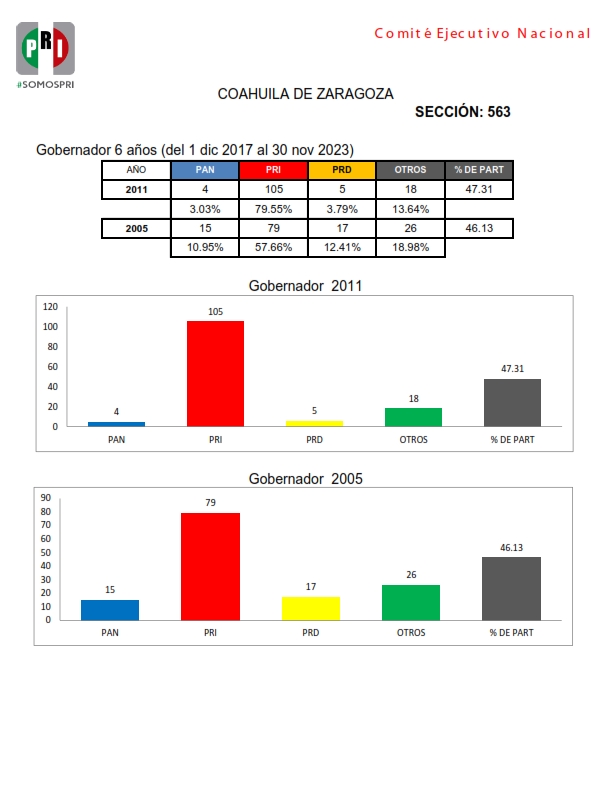 Comité Ejecutivo Nacional
PRI
#SOMOSPRI
COAHUILA DE ZARAGOZA
SECCIÓN: 563
Gobernador 6 años (del 1 dic 2017 al 30 nov 2023)
AÑO PAN PRI PRD OTROS % DE PART
2011 4 105 5 18 47.31
3.03% 79.55% 3.79% 13.64%
2005 15 79 17 26 46.13
10.95% 57.66% 12.41% 18.98%
Gobernador 2011
120
100
80
60
40
20
0
4
105
5
18
47.31
PAN PRI PRD OTROS % DE PART
Gobernador 2005
90
80
70
60
50
40
30
20
10
0
15
79
17
26
46.13
PAN PRI PRD OTROS % DE PART